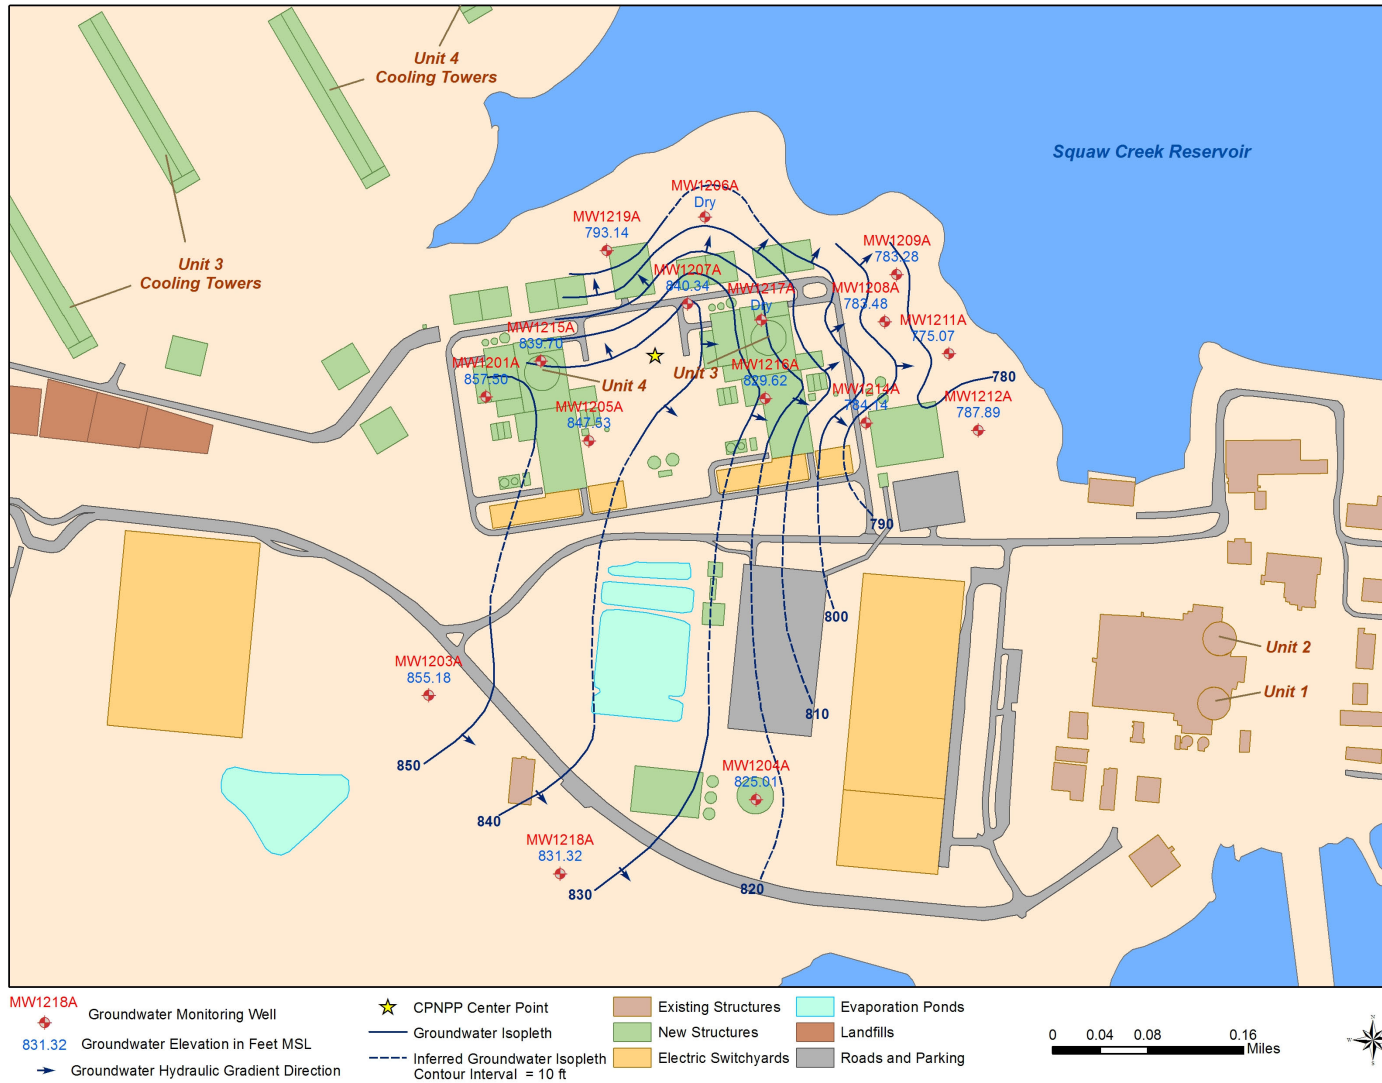 Unit 4
Cooling Towers
Squaw Creek Reservoir
Unit 3
Cooling Towers
MW1206A
Dry
MW1219A
793.14
MW1209A
783.28
MW1207A
840.34
MW1217A
Dry
MW1208A
783.48
MW1211A
775.07
MW1215A
839.70
MW1201A
857.50
Unit 4
Unit 3
MW1216A
829.62
MW1205A
847.53
MW1214A
784.14
780
MW1212A
787.89
790
800
Unit 2
Unit 1
MW1203A
855.18
810
850
MW1204A
825.01
840
MW1218A
831.32
830
820
MW1218A
Groundwater Monitoring Well
831.32
Groundwater Elevation in Feet MSL
Groundwater Hydraulic Gradient Direction
CPNPP Center Point
Groundwater Isopleth
Inferred Groundwater Isopleth
Contour Interval = 10 ft
Existing Structures
New Structures
Electric Switchyards
Evaporation Ponds
Landfills
Roads and Parking
0 0.04 0.08 0.16
Miles